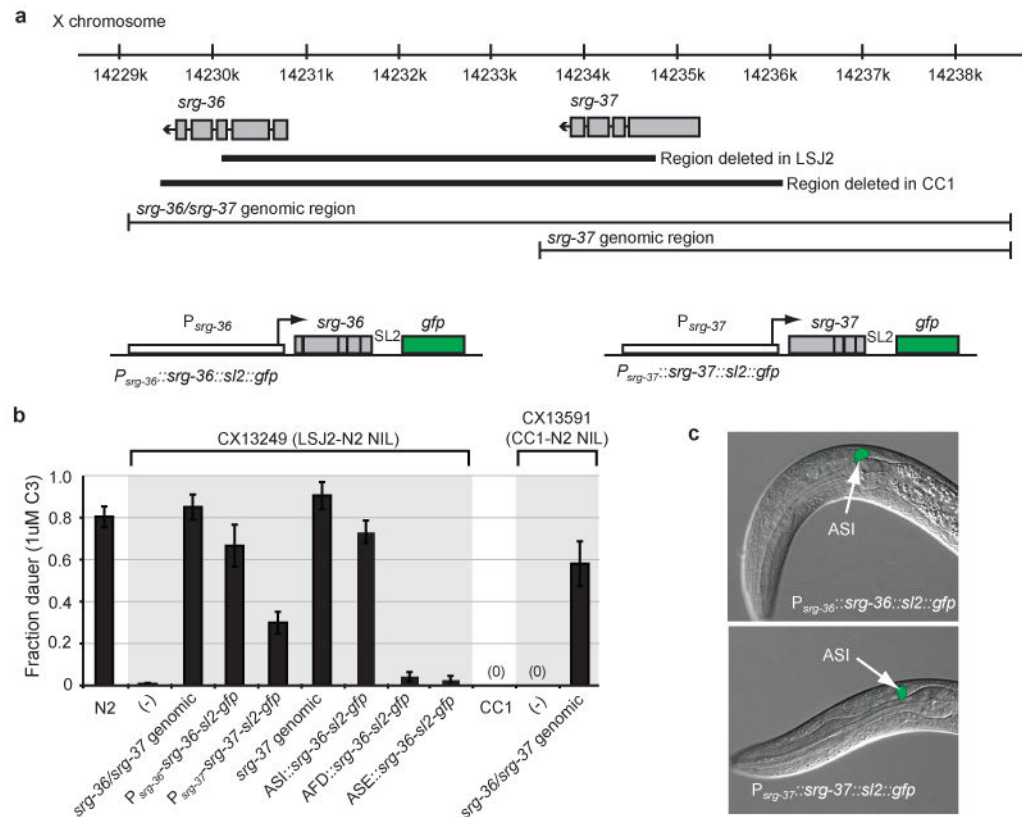 a
X chromosome
14229k 14230k 14231k 14232k 14233k 14234k 14235k 14236k 14237k 14238k
srg-36
srg-37
Region deleted in LSJ2
Region deleted in CC1
srg-36/srg-37 genomic region
srg-37 genomic region
Psrg-36 srg-36 SL2 gfp
Psrg-36::srg-36::sl2::gfp
Psrg-37 srg-37 SL2 gfp
Psrg-37::srg-37::sl2::gfp
b
CX13249 (LSJ2-N2 NIL)
CX13591
(CC1-N2 NIL)
Fraction dauer (1uM C3)
1.0
0.8
0.6
0.4
0.2
0
(0)
(0)
N2
(-)
srg-36/srg-37 genomic
Psrg-36-srg-36-sl2-gfp
Psrg-37-srg-37-sl2-gfp
srg-37 genomic
ASI::srg-36-sl2-gfp
AFD::srg-36-sl2-gfp
ASE::srg-36-sl2-gfp
CC1
(-)
srg-36/srg-37 genomic
c
ASI
Psrg-36::srg-36::sl2::gfp
ASI
Psrg-37::srg-37::sl2::gfp